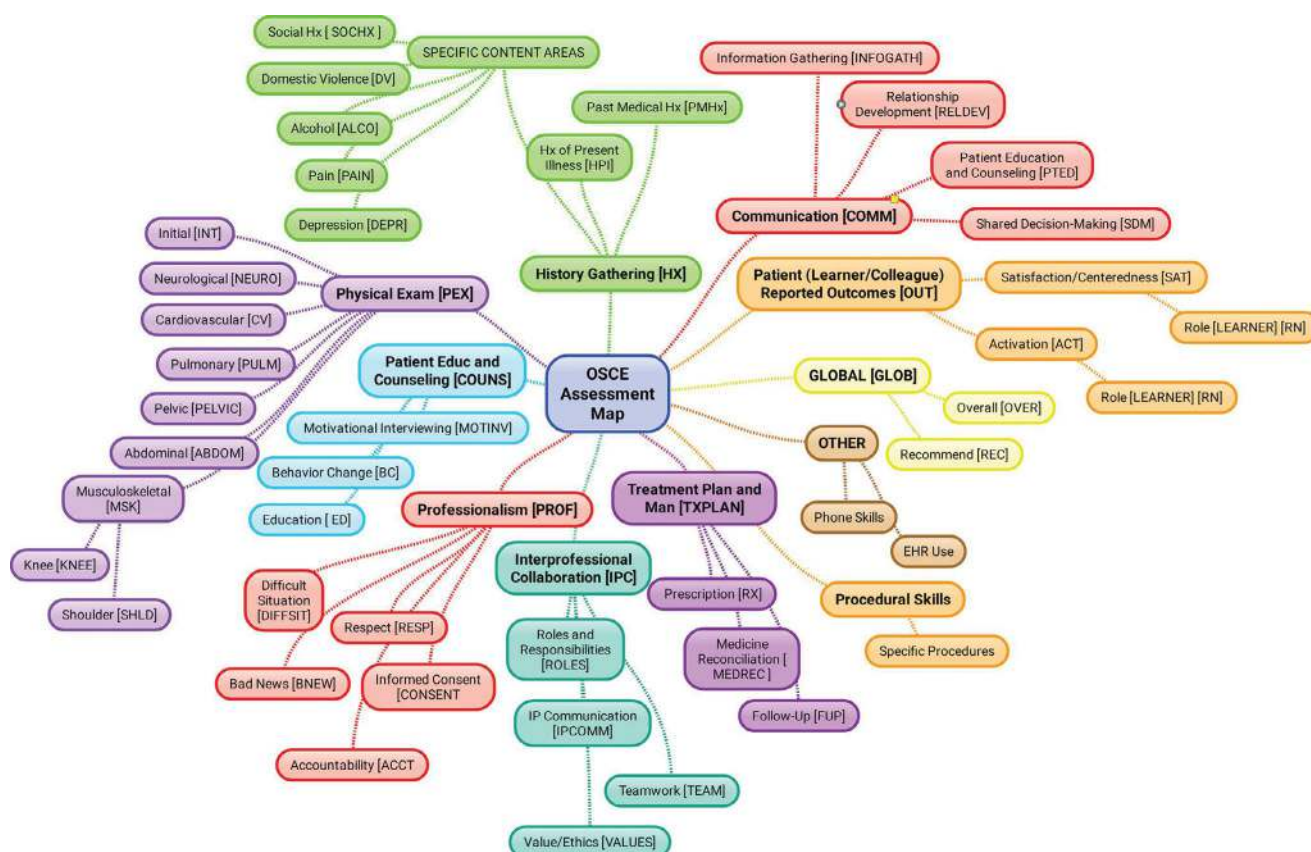 Social Hx [ SOCHX ]
SPECIFIC CONTENT AREAS
Domestic Violence [DV]
Alcohol [ALCO]
Pain [PAIN]
Depression [DEPR]
Past Medical Hx [PMHx]
Hx of Present
Illness [HPI]
History Gathering [HX]
Information Gathering [INFOGATH]
Relationship
Development [RELDEV]
Patient Education
and Counseling [PTED]
Communication [COMM]
Shared Decision-Making [SDM]
Initial [INT]
Neurological [NEURO]
Physical Exam [PEX]
Cardiovascular [CV]
Pulmonary [PULM]
Pelvic [PELVIC]
Abdominal [ABDOM]
Musculoskeletal
[MSK]
Knee [KNEE]
Shoulder [SHLD]
Patient (Learner/Colleague)
Reported Outcomes [OUT]
Satisfaction/Centeredness [SAT]
Role [LEARNER] [RN]
Activation [ACT]
Role [LEARNER] [RN]
Patient Educ and
Counseling [COUNS]
Motivational Interviewing [MOTINV]
Behavior Change [BC]
Education [ ED]
OSCE
Assessment
Map
GLOBAL [GLOB]
Overall [OVER]
Recommend [REC]
OTHER
Phone Skills
EHR Use
Professionalism [PROF]
Difficult
Situation
[DIFFSIT]
Respect [RESP]
Bad News [BNEW]
Informed Consent
[CONSENT
Accountability [ACCT
Interprofessional
Collaboration [IPC]
Roles and
Responsibilities
[ROLES]
IP Communication
[IPCOMM]
Teamwork [TEAM]
Value/Ethics [VALUES]
Treatment Plan and
Man [TXPLAN]
Prescription [RX]
Medicine
Reconciliation [
MEDREC ]
Follow-Up [FUP]
Procedural Skills
Specific Procedures